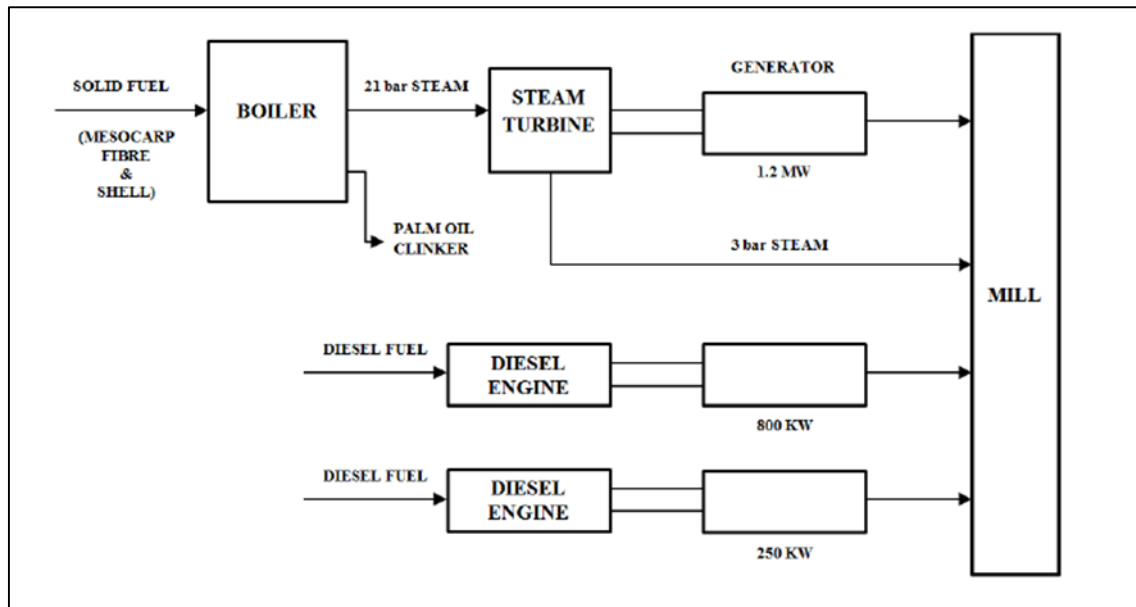 SOLID FUEL
(MESOCARP
FIBRE
&
SHELL)
BOILER
21 bar STEAM
PALM OIL
CLINKER
STEAM
TURBINE
GENERATOR
1.2 MW
3 bar STEAM
MILL
DIESEL FUEL
DIESEL
ENGINE
800 KW
DIESEL FUEL
DIESEL
ENGINE
250 KW